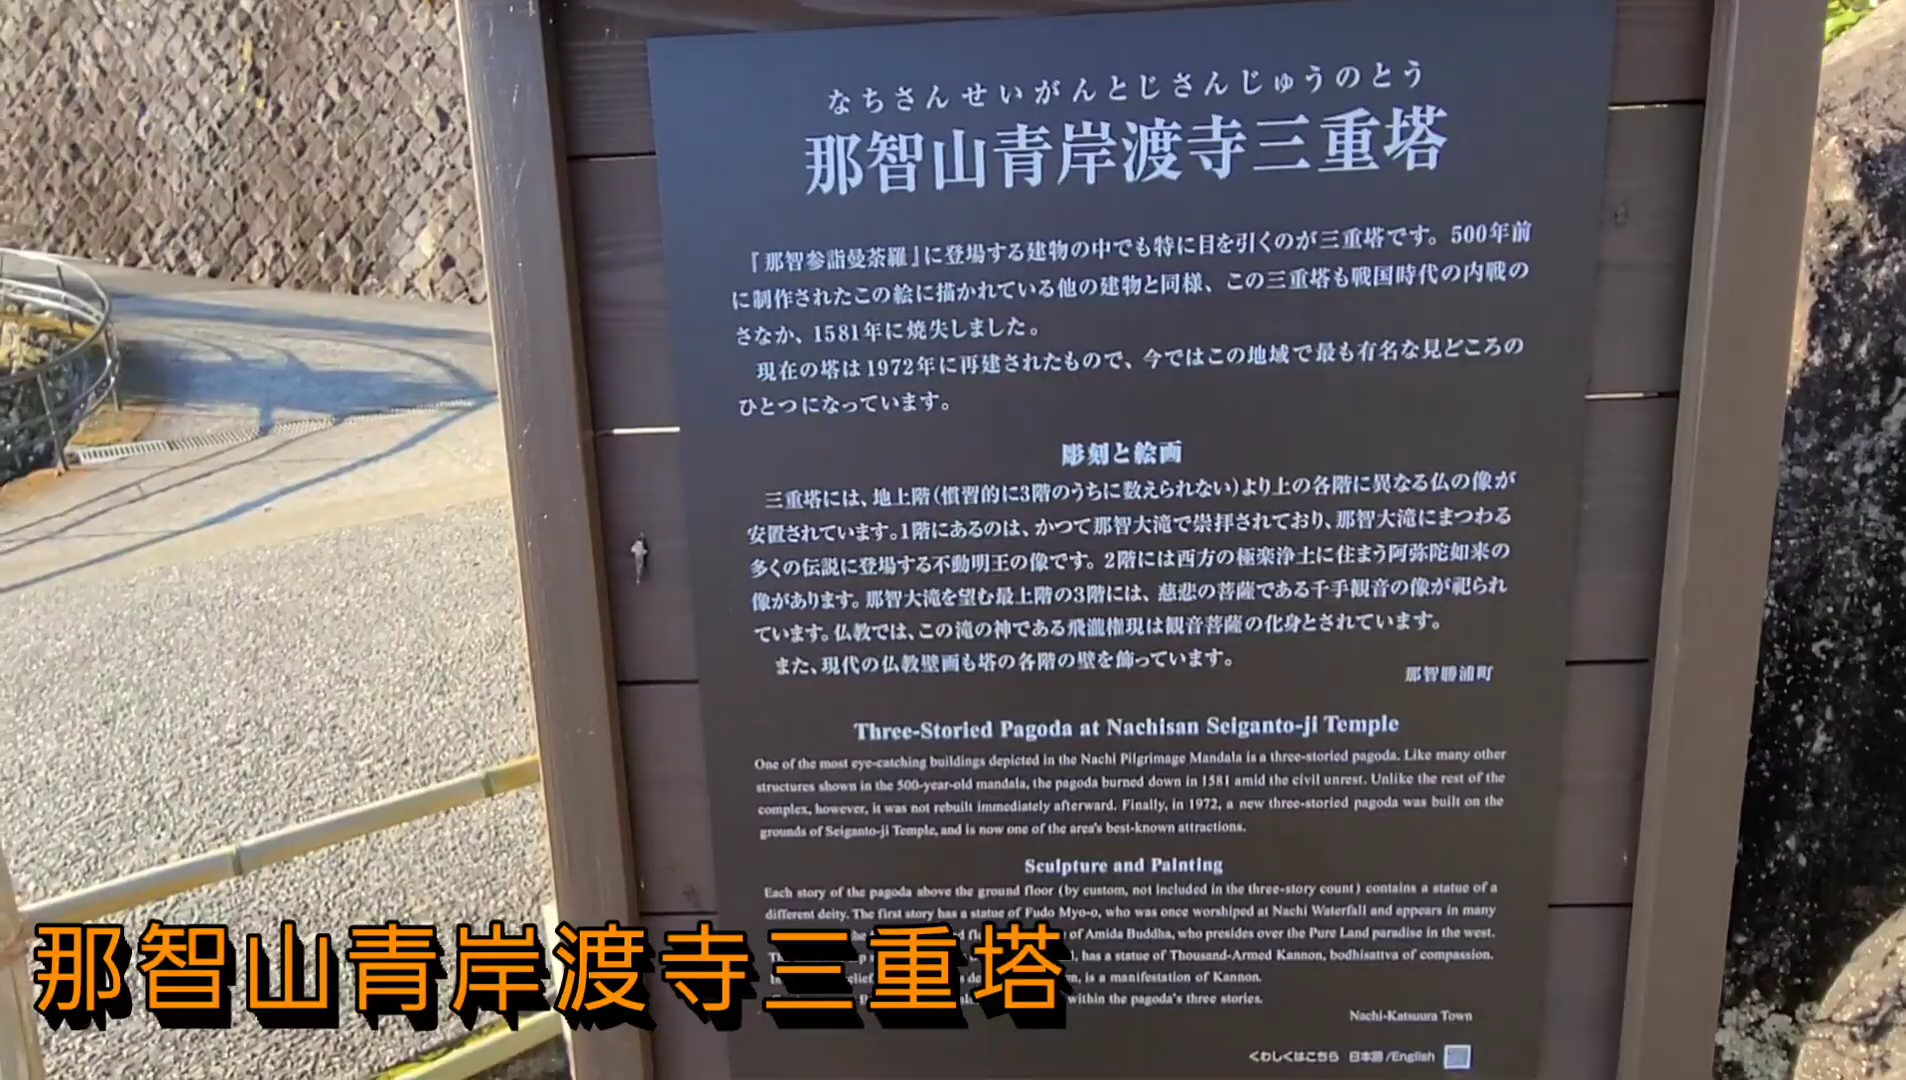 なちさんせいがんとじさんじゅうのとう
那智山青岸渡寺三重塔
『那智参詣曼荼羅』に登場する建物の中でも特に目を引くのが三重塔です。500年前
に制作されたこの絵に描かれている他の建物と同様、この三重塔も戦国時代の内戦の
さなか、1581年に焼失しました。
現在の塔は1972年に再建されたもので、今ではこの地域で最も有名な見どころの
ひとつになっています。
彫刻と絵画
三重塔には、地上階(慣習的に3階のうちに数えられない)より上の各階に異なる仏の像が
安置されています。1階にあるのは、かつて那智大滝で崇拝されており、那智大滝にまつわる
多くの伝説に登場する不動明王の像です。2階には西方の極楽浄土に住まう阿弥陀如来の
像があります。那智大滝を望む最上階の3階には、慈悲の菩薩である千手観音の像が祀られ
ています。仏教では、この滝の神である飛瀧権現は観音菩薩の化身とされています。
また、現代の仏教壁画も塔の各階の壁を飾っています。
那智勝浦町
Three-Storied Pagoda at Nachisan Seiganto-ji Temple
One of the most eye-catching buildings depicted in the Nachi Pilgrimage Mandala is a three-storied pagoda. Like many other
structures shown in the 500-year-old mandala, the pagoda burned down in 1581 amid the civil unrest. Unlike the rest of the
complex, however, it was not rebuilt immediately afterward. Finally, in 1972, a new three-storied pagoda was built on the
grounds of Seiganto-ji Temple, and is now one of the area's best-known attractions.
Sculpture and Painting
Each story of the pagoda above the ground floor (by custom, not included in the three-story count) contains a statue of a
different deity. The first story has a statue of Fudo Myo-o, who was once worshiped at Nachi Waterfall and appears in many
of Amida Buddha, who presides over the Pure Land paradise in the west.
has a statue of Thousand-Armed Kannon, bodhisattva of compassion.
is a manifestation of Kannon.
within the pagoda's three stories.
Nachi-Katsuura Town
くわしくはこちら 日本語/English
那智山青岸渡寺三重塔